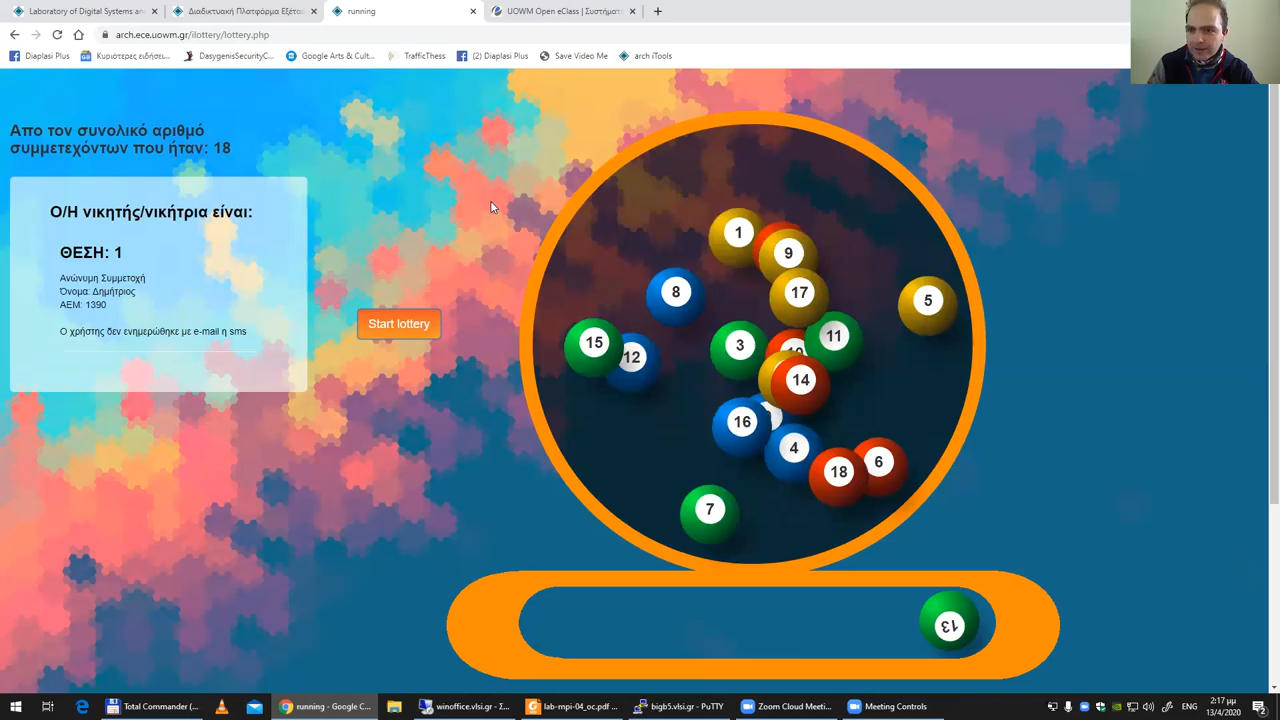 Laboratory of Digital Systems an
Διαδικτυακή Πλατφόρμα Εξέτασ
running
UOWM Open eClass | Συστήματ
arch.ece.uowm.gr/ilottery/lottery.php
Diaplasi Plus
Κυριότερες ειδήσει...
DasygenisSecurityC...
Google Arts & Cult...
TrafficThess
(2) Diaplasi Plus
Save Video Me
arch iTools
Απο τον συνολικό αριθμό
συμμετεχόντων που ήταν: 18
Ο/Η νικητής/νικήτρια είναι:
ΘΕΣΗ: 1
Ανώνυμη Συμμετοχή
Όνομα: Δημήτριος
ΑΕΜ: 1390
Ο χρήστης δεν ενημερώθηκε με e-mail η sms
Start lottery
1
9
8
17
5
15
12
3
11
14
16
4
18
6
7
13
Total Commander (...
running - Google C...
winoffice.vlsi.gr - ...
lab-mpi-04_oc.pdf ...
bigb5.vlsi.gr - PuTTY
Zoom Cloud Meeti...
Meeting Controls
ENG
2:17 μμ
13/4/2020
2